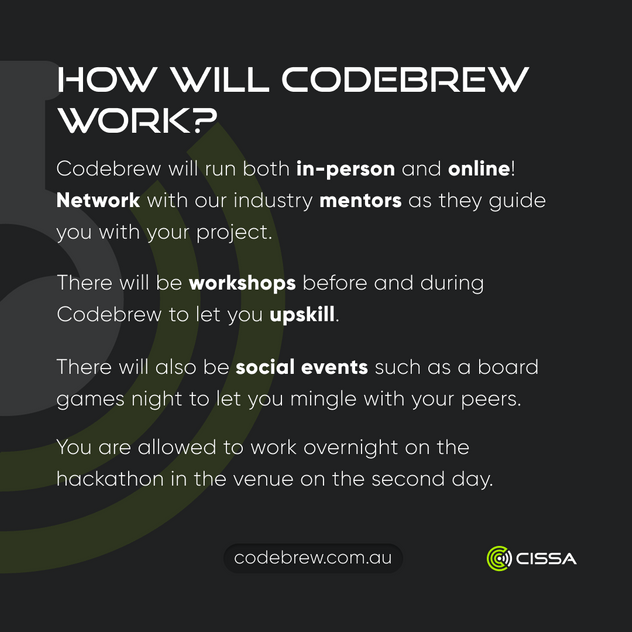 HOW WILL CODEBREW
WORK?
Codebrew will run both in-person and online!
Network with our industry mentors as they guide
you with your project.
There will be workshops before and during
Codebrew to let you upskill.
There will also be social events such as a board
games night to let you mingle with your peers.
You are allowed to work overnight on the
hackathon in the venue on the second day.
codebrew.com.au
CISSA